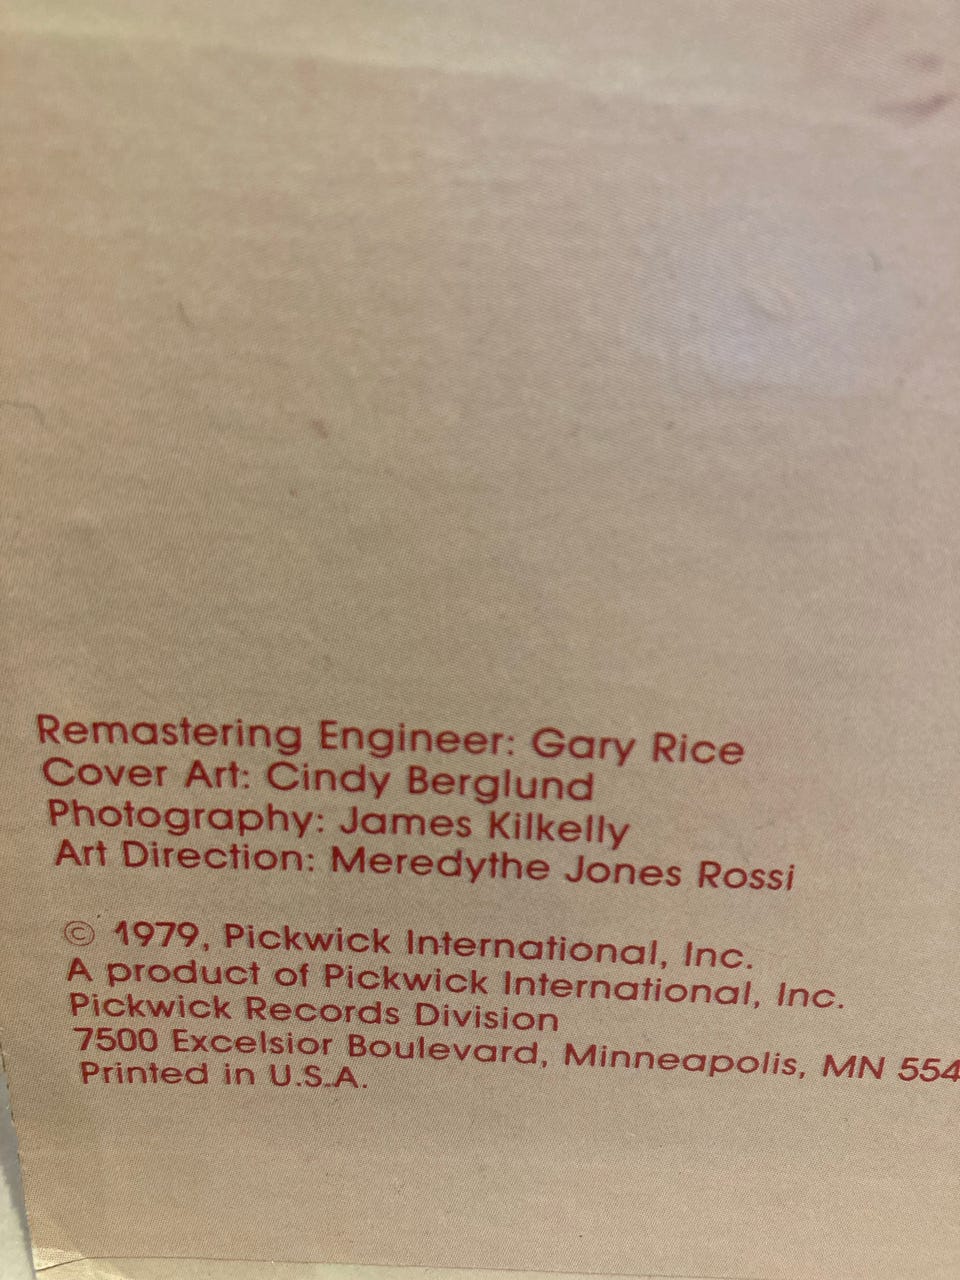 Remastering Engineer: Gary Rice
Cover Art: Cindy Berglund
Photography: James Kilkelly
Art Direction: Meredythe Jones Rossi
© 1979, Pickwick International, Inc.
A product of Pickwick International, Inc.
Pickwick Records Division
7500 Excelsior Boulevard, Minneapolis, MN 554
Printed in U.S.A.